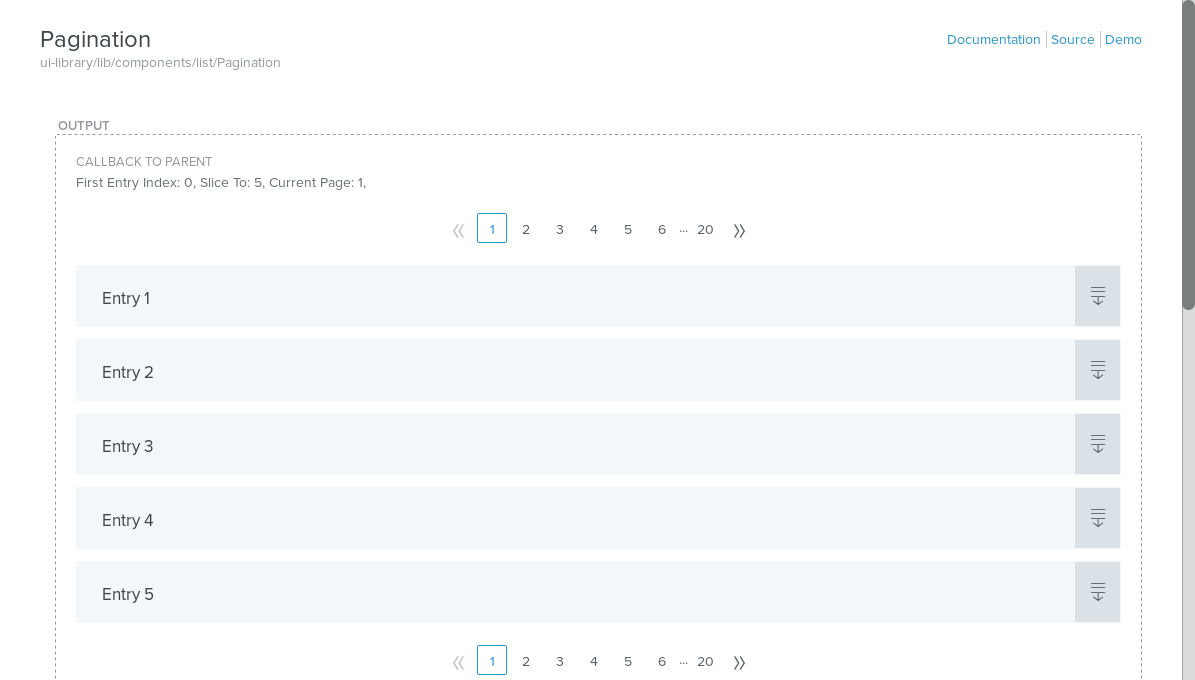 Pagination
Documentation Source Demo
ui-library/lib/components/list/Pagination
OUTPUT
CALLBACK TO PARENT
First Entry Index: 0, Slice To: 5, Current Page: 1,
1 2 3 4 5 6 ... 20
Entry 1
Entry 2
Entry 3
Entry 4
Entry 5
1 2 3 4 5 6 ... 20